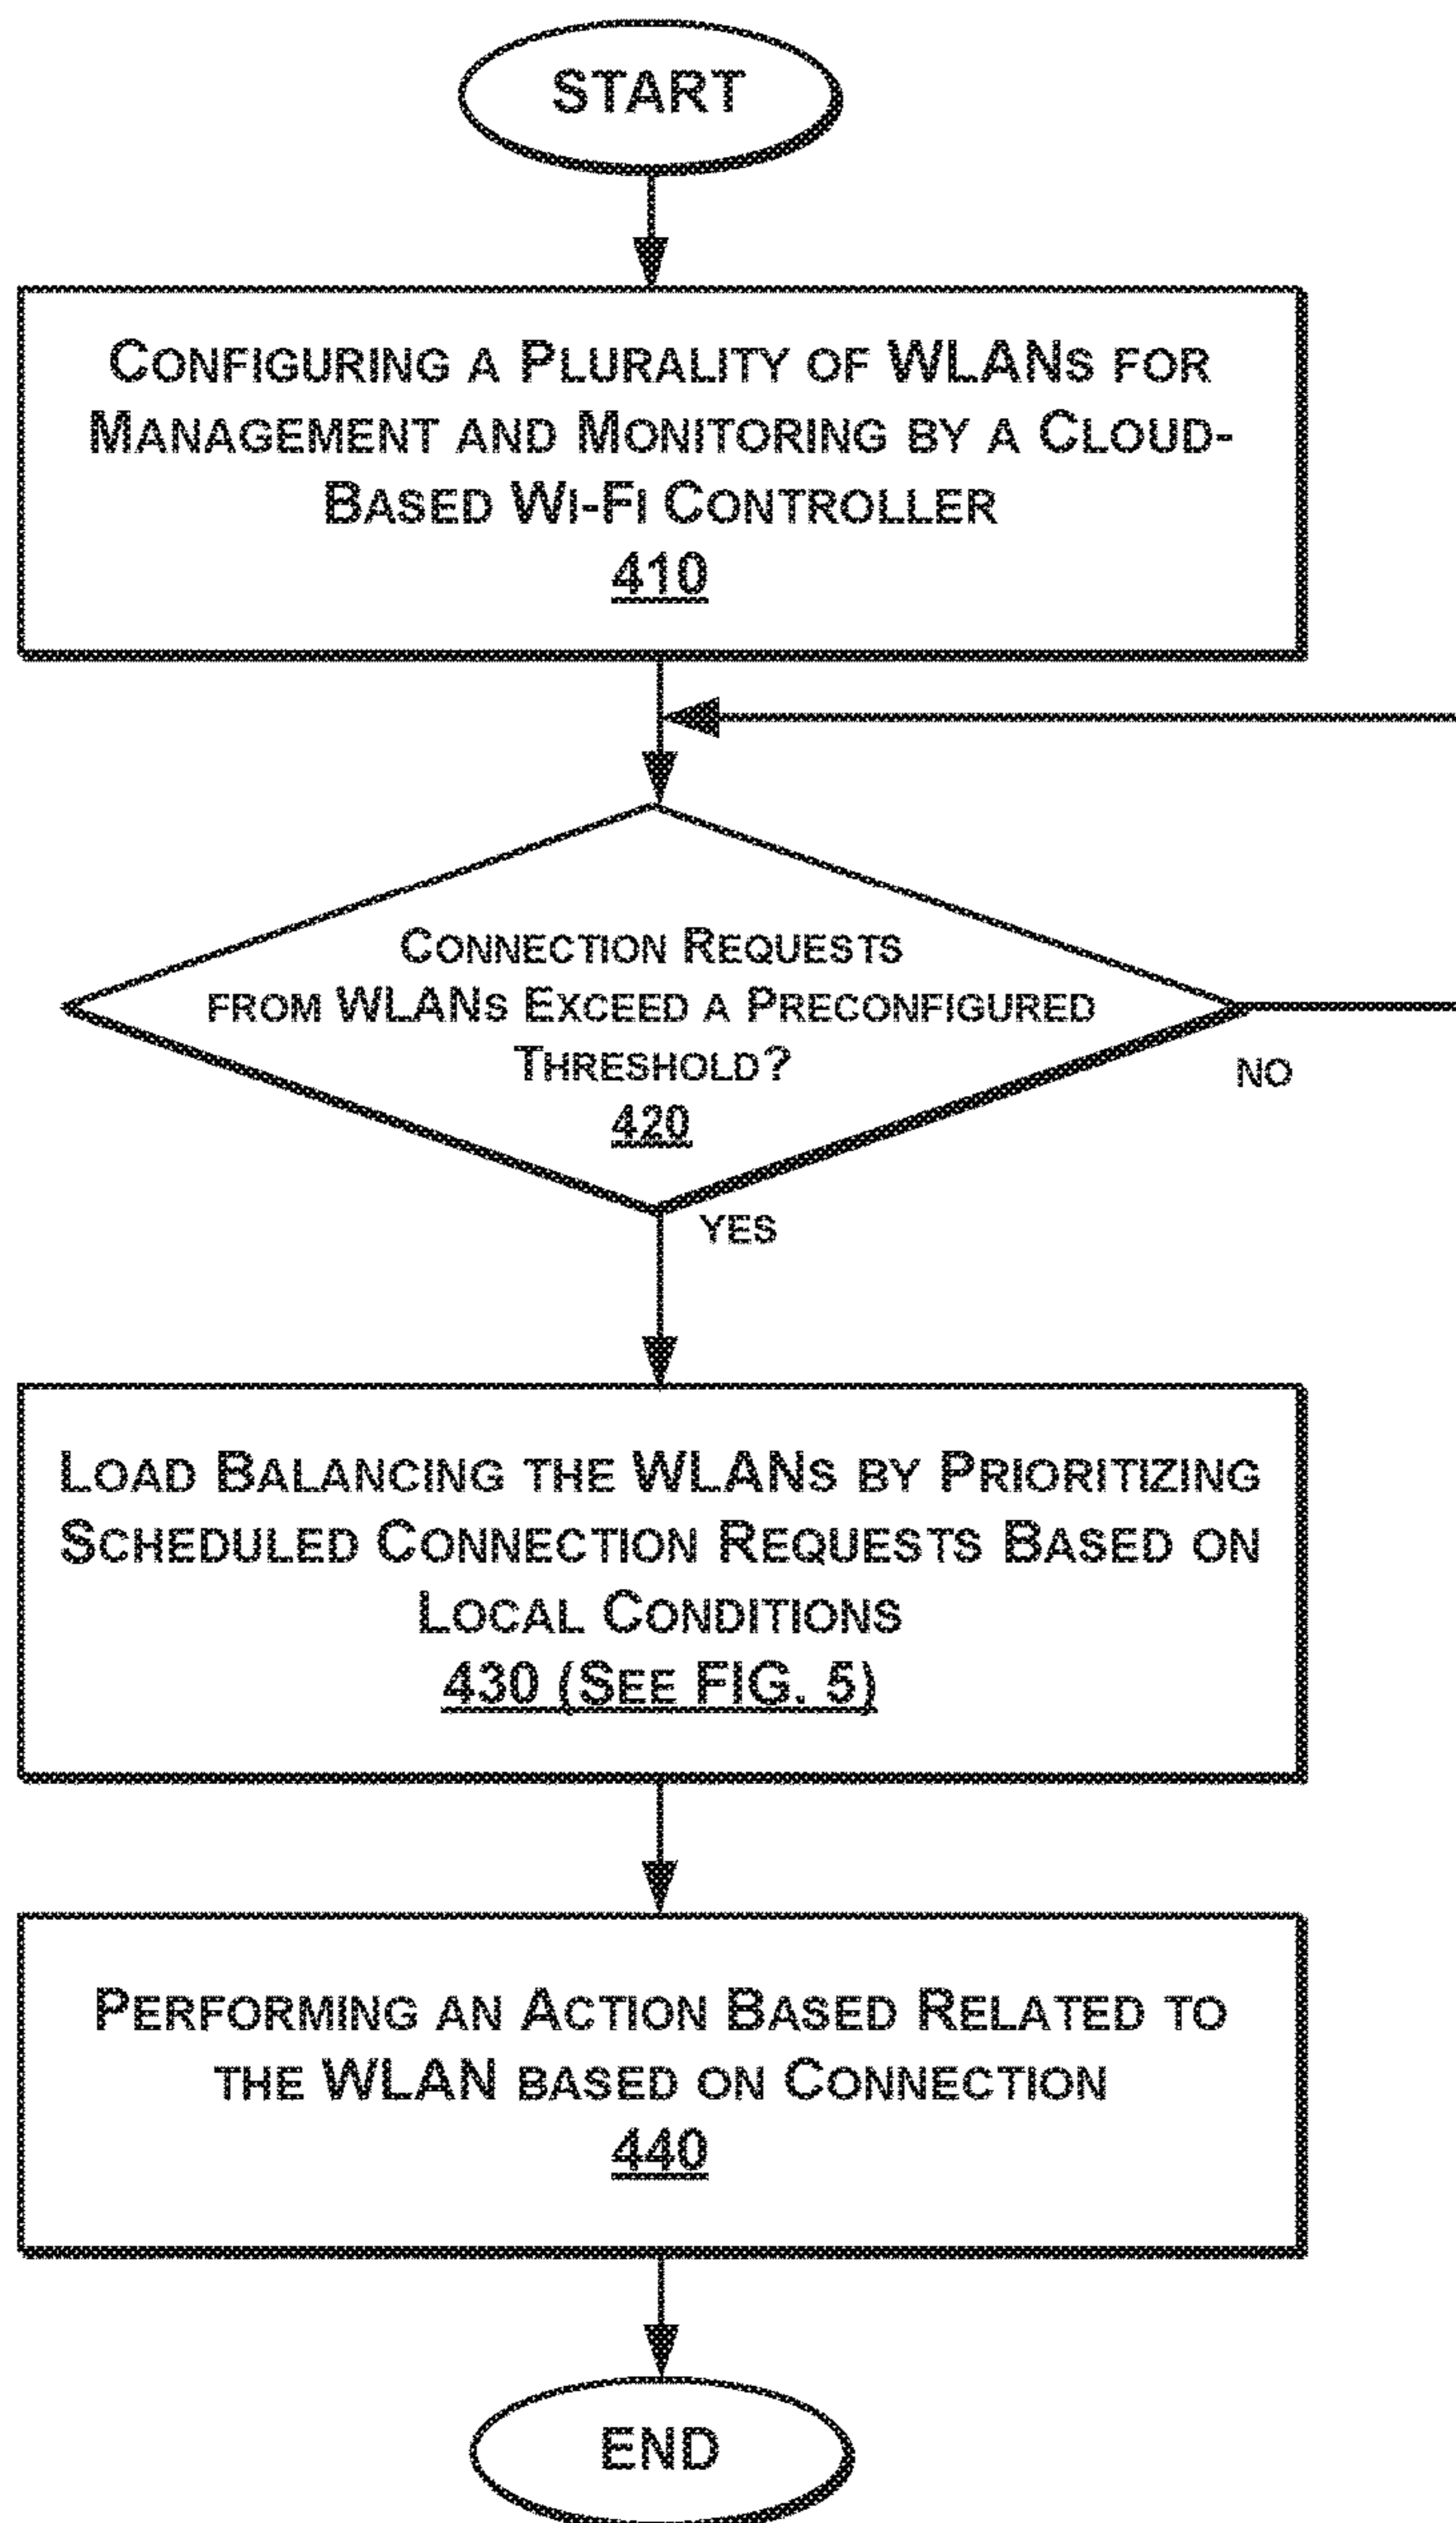 START
CONFIGURING A PLURALITY OF WLANS FOR
MANAGEMENT AND MONITORING BY A CLOUD-
BASED WI-FI CONTROLLER
410
CONNECTION REQUESTS
FROM WLANS EXCEED A PRECONFIGURED
THRESHOLD?
420
NO
YES
LOAD BALANCING THE WLANS BY PRIORITIZING
SCHEDULED CONNECTION REQUESTS BASED ON
LOCAL CONDITIONS
430 (SEE FIG. 5)
PERFORMING AN ACTION BASED RELATED TO
THE WLAN BASED ON CONNECTION
440
END